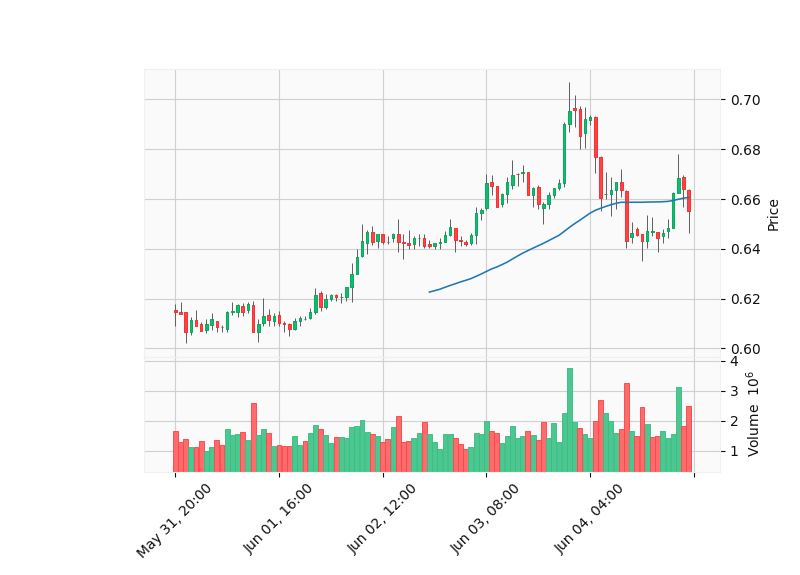 0.70
0.68
0.66
0.64
0.62
0.60
Price
4
3
2
1
Volume 10^6
May 31, 20:00
Jun 01, 16:00
Jun 02, 12:00
Jun 03, 08:00
Jun 04, 04:00